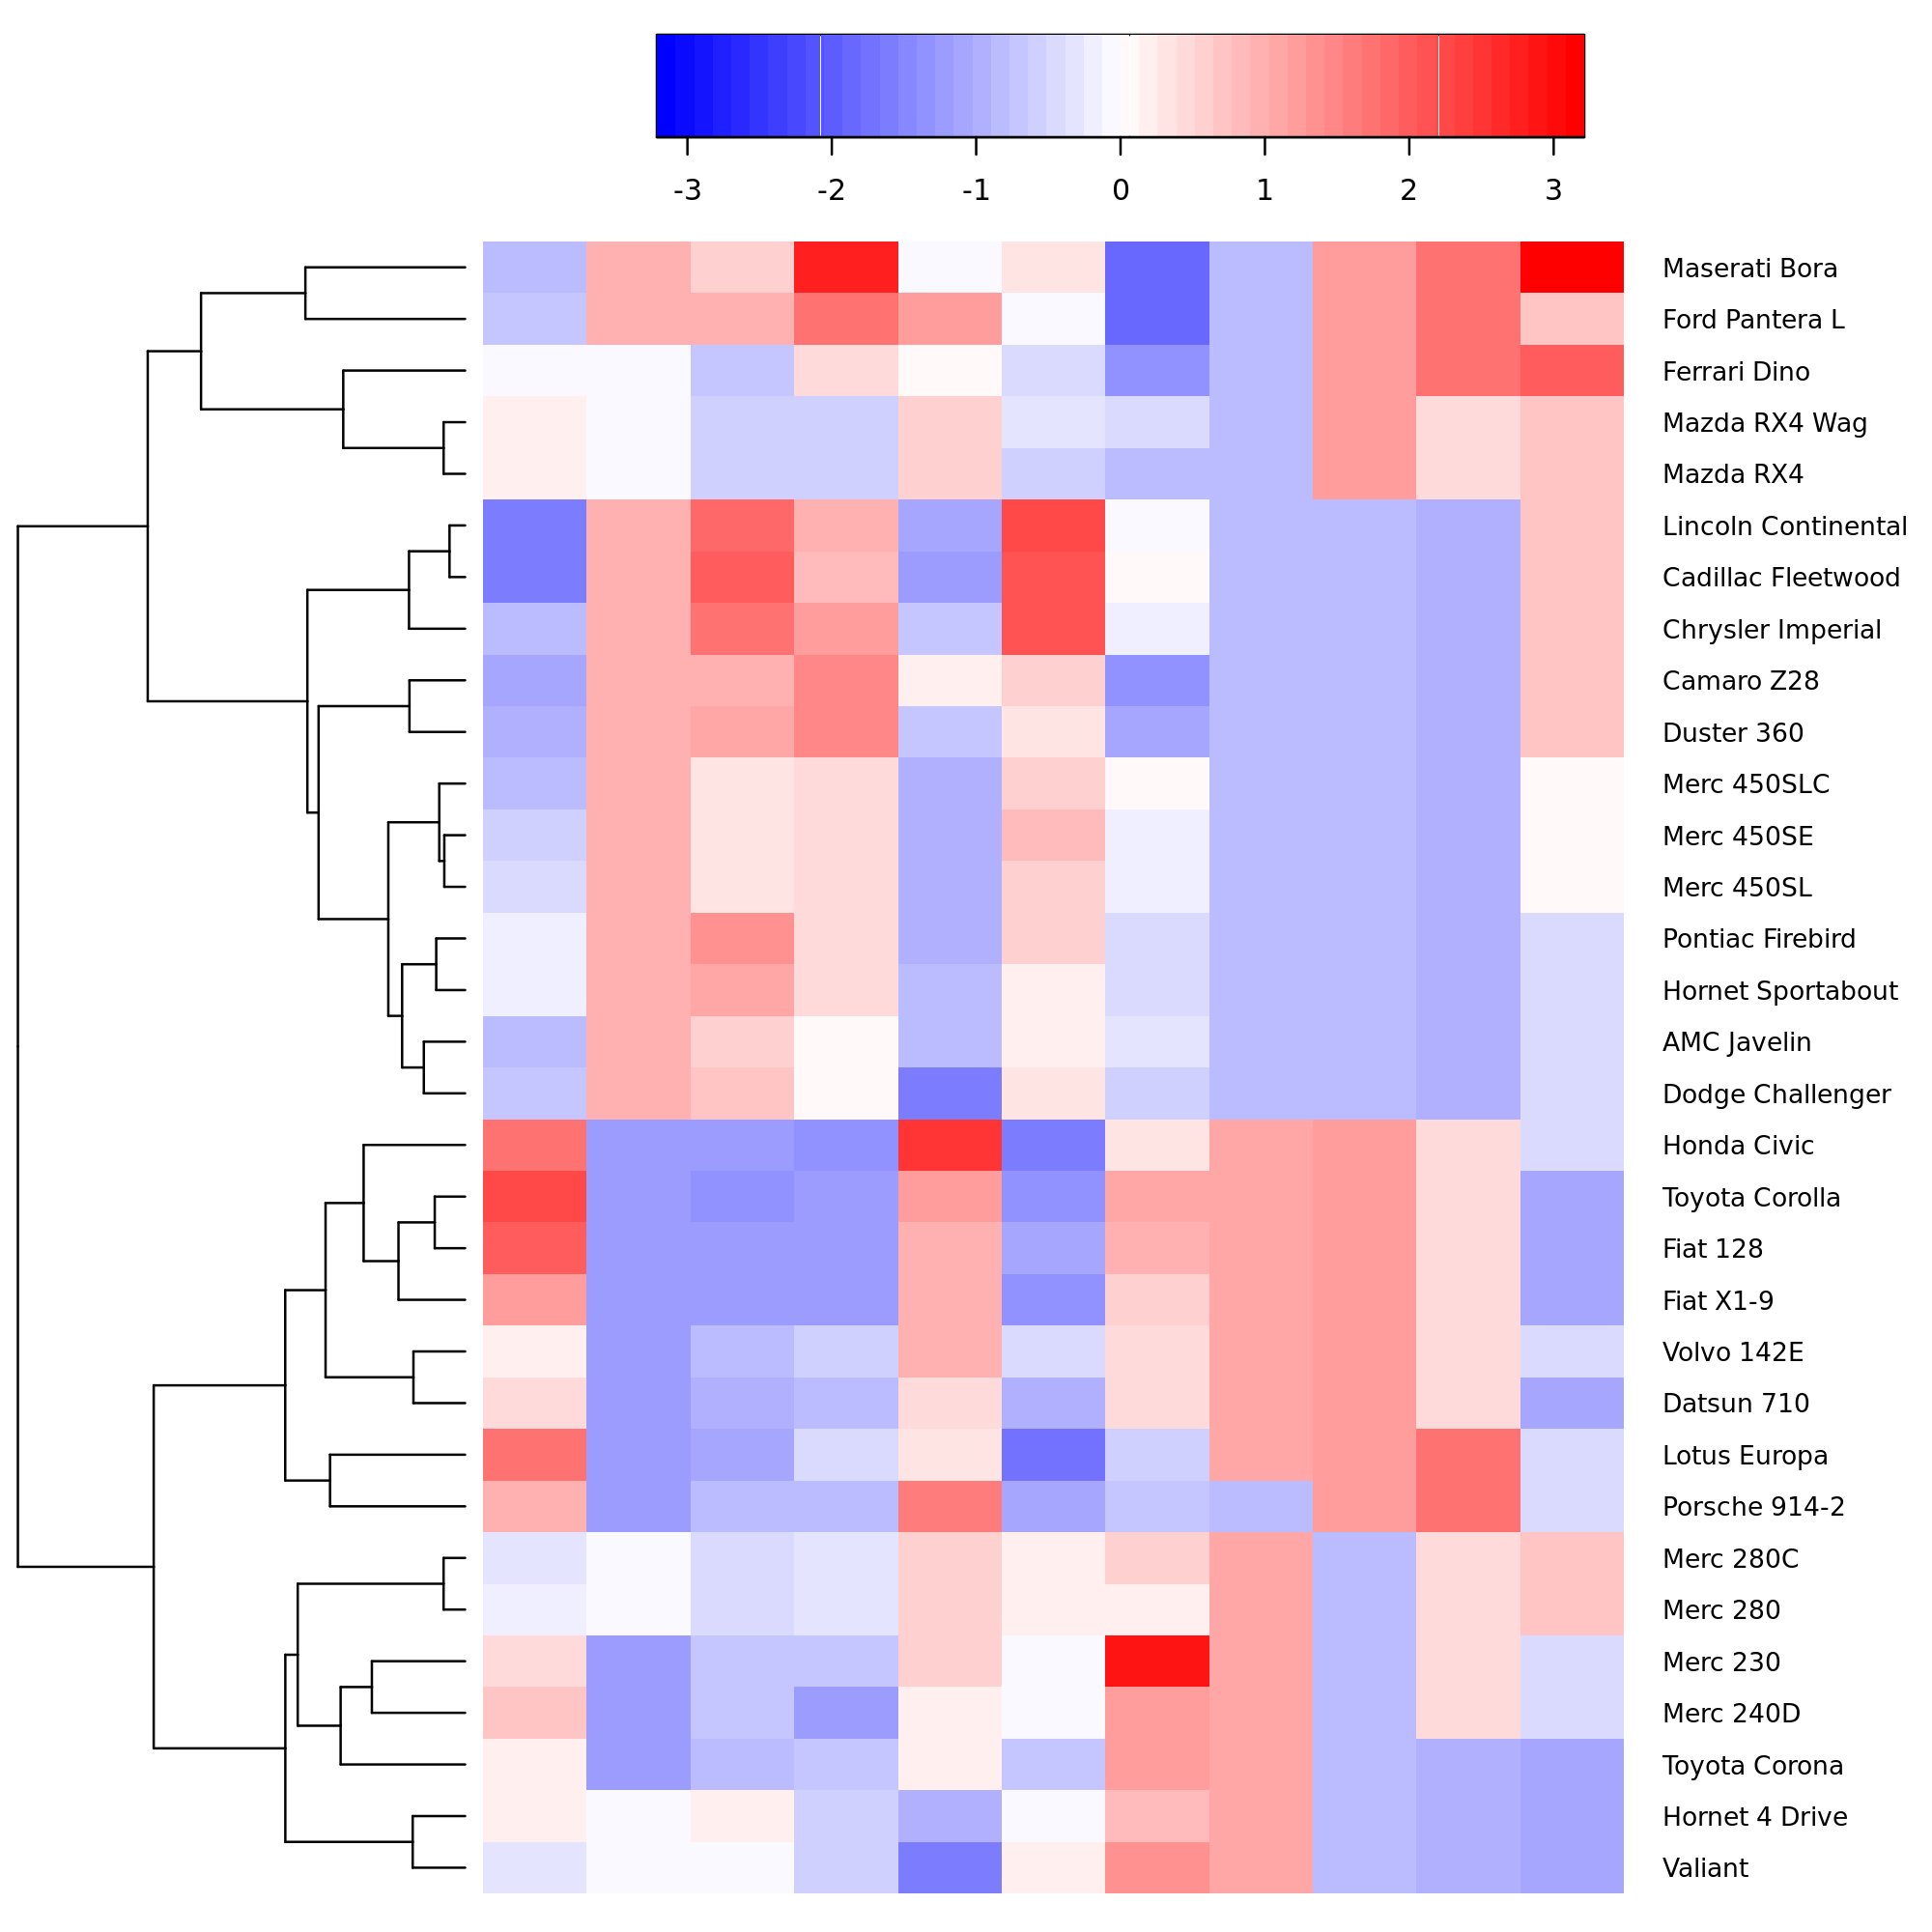 -3 -2 -1 0 1 2 3
Maserati Bora
Ford Pantera L
Ferrari Dino
Mazda RX4 Wag
Mazda RX4
Lincoln Continental
Cadillac Fleetwood
Chrysler Imperial
Camaro Z28
Duster 360
Merc 450SLC
Merc 450SE
Merc 450SL
Pontiac Firebird
Hornet Sportabout
AMC Javelin
Dodge Challenger
Honda Civic
Toyota Corolla
Fiat 128
Fiat X1-9
Volvo 142E
Datsun 710
Lotus Europa
Porsche 914-2
Merc 280C
Merc 280
Merc 230
Merc 240D
Toyota Corona
Hornet 4 Drive
Valiant